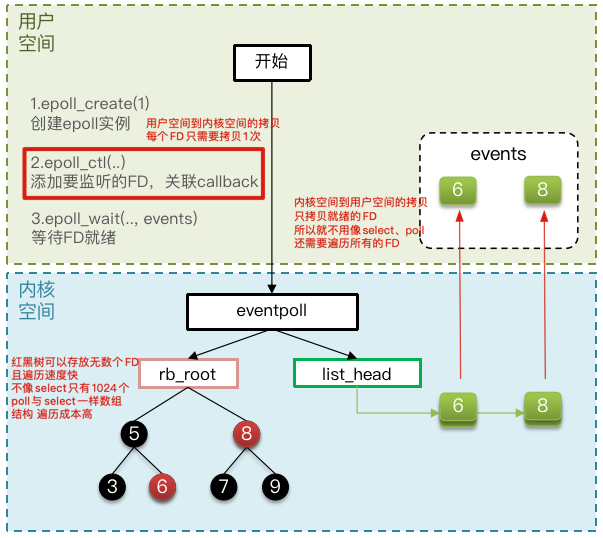 用户
空间
开始
1.epoll_create(1)
创建epoll实例
用户空间到内核空间的拷贝
每个FD只需要拷贝1次
2.epoll_ctl(..)
添加要监听的FD，关联callback
3.epoll_wait(.., events)
等待FD就绪
events
6
8
内核空间到用户空间的拷贝
只拷贝就绪的FD
所以就不用像select、poll
还需要遍历所有的FD
内核
空间
eventpoll
红黑树可以存放无数个FD
且遍历速度快
不像select只有1024个
poll与select一样数组
结构 遍历成本高
rb_root
list_head
6
8
5
8
3
6
7
9